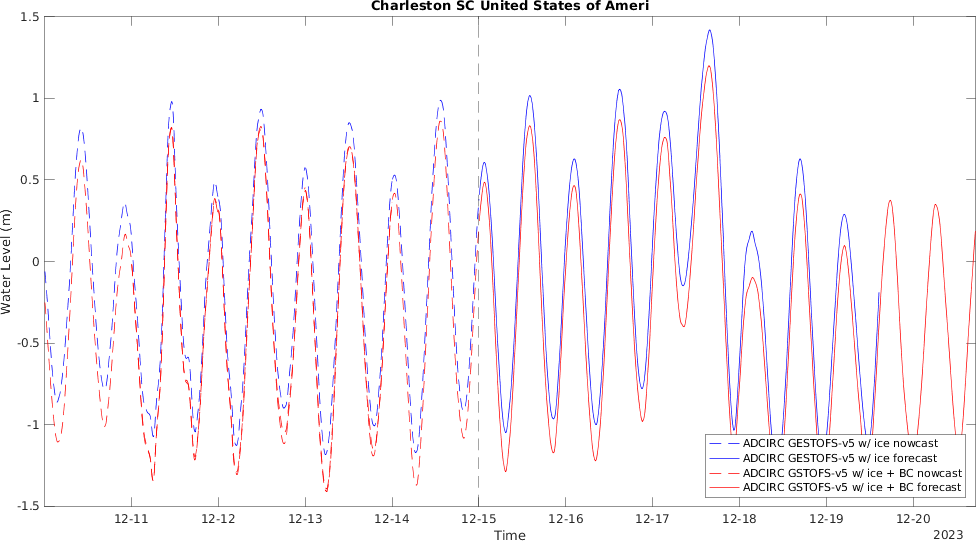 Charleston SC United States of Ameri
1.5
1
0.5
0
-0.5
-1
-1.5
Water Level (m)
ADCIRC GESTOFS-v5 w/ ice nowcast
ADCIRC GESTOFS-v5 w/ ice forecast
ADCIRC GSTOFS-v5 w/ ice + BC nowcast
ADCIRC GSTOFS-v5 w/ ice + BC forecast
12-11 12-12 12-13 12-14 12-15 12-16 12-17 12-18 12-19 12-20
Time
2023